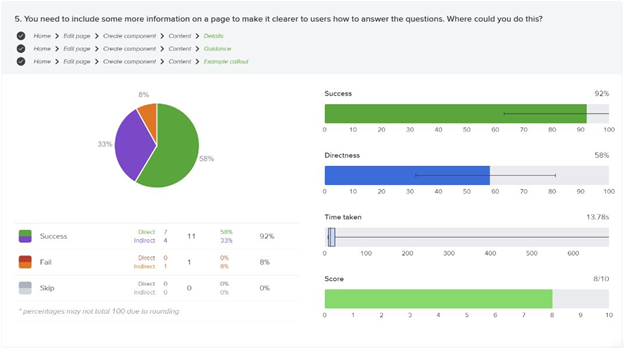 5. You need to include some more information on a page to make it clearer to users how to answer the questions. Where could you do this?
Home > Edit page > Create component > Content > Details
Home > Edit page > Create component > Content > Guidance
Home > Edit page > Create component > Content > Example callout
8%
33%
58%
Success Direct 7 11 58% 92%
Indirect 4 33%
Fail Direct 0 1 0% 8%
Indirect 1 8%
Skip Direct 0 0 0% 0%
Indirect 0 0%
* percentages may not total 100 due to rounding
Success 92%
0 10 20 30 40 50 60 70 80 90 100
Directness 58%
0 10 20 30 40 50 60 70 80 90 100
Time taken 13.78s
0 100 200 300 400 500 600
Score 8/10
0 1 2 3 4 5 6 7 8 9 10